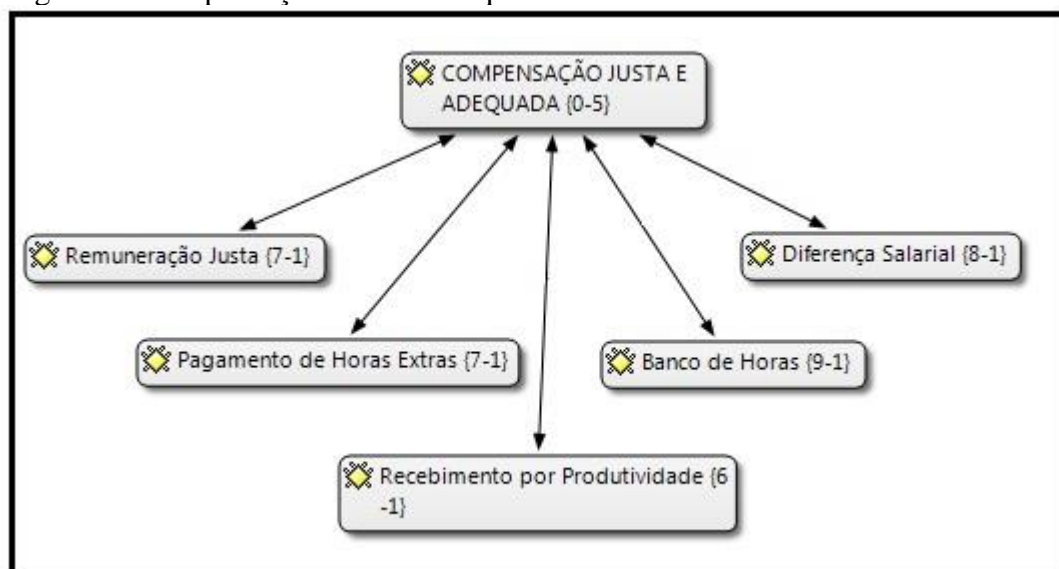 COMPENSAÇÃO JUSTA E
ADEQUADA {0-5}
Remuneração Justa {7-1}
Diferença Salarial {8-1}
Pagamento de Horas Extras {7-1}
Banco de Horas {9-1}
Recebimento por Produtividade {6
-1}